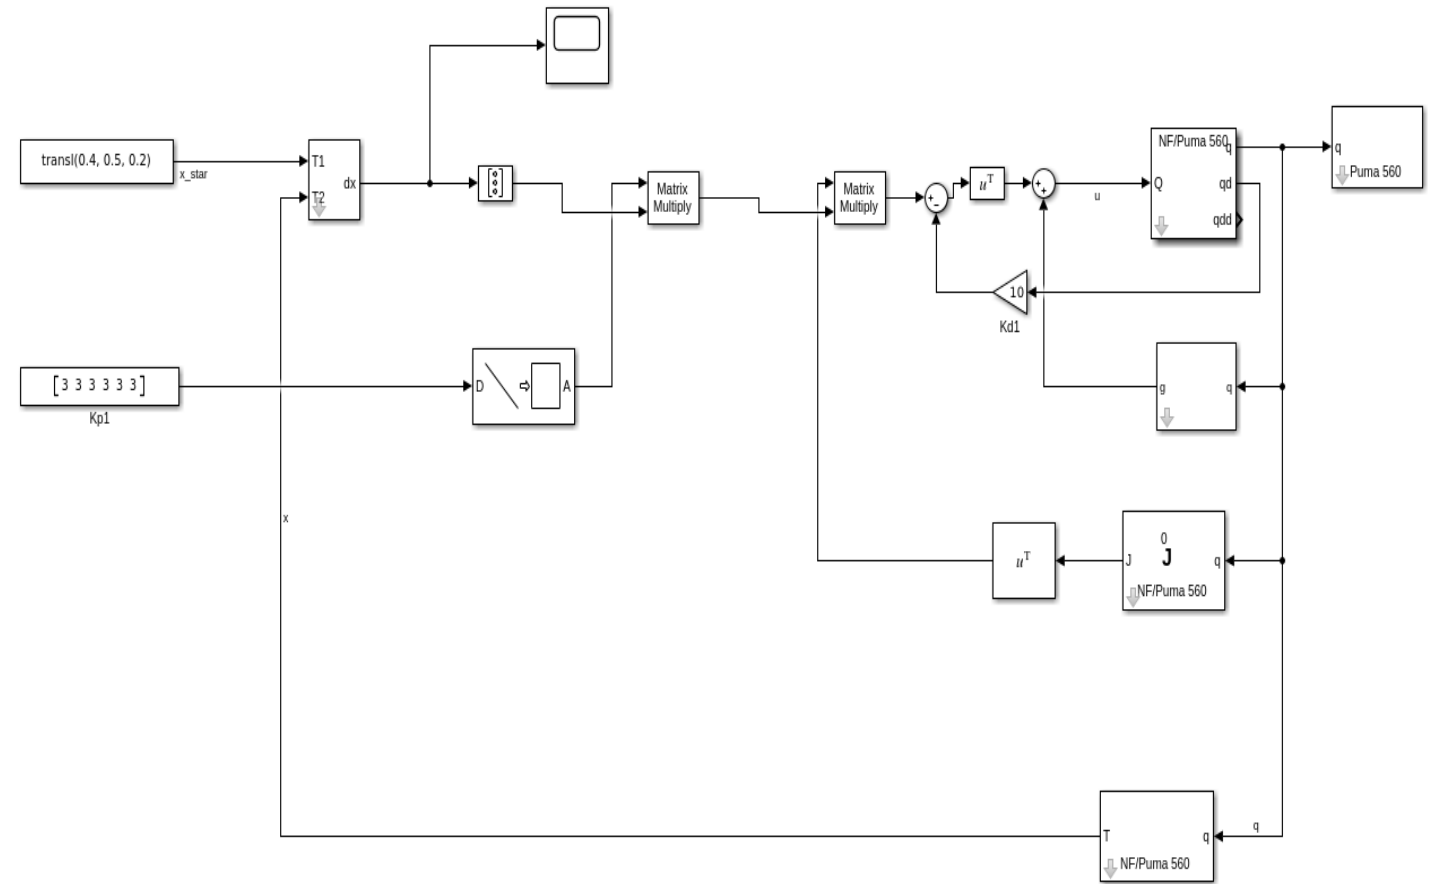 transl(0.4, 0.5, 0.2)
x_star
T1
T2
dx
Matrix
Multiply
Matrix
Multiply
+
−
uᵀ
+
+
u
NF/Puma 560
Q
q
qd
qdd
q
Puma 560
10
Kd1
[3 3 3 3 3 3]
Kp1
D
A
g
q
x
uᵀ
0
J
J
q
NF/Puma 560
T
q
q
NF/Puma 560